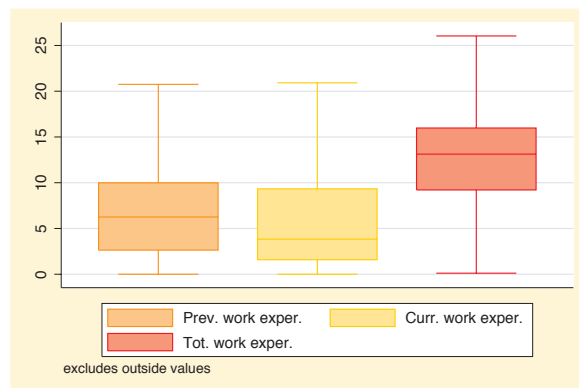 25
20
15
10
5
0
Prev. work exper. Curr. work exper.
Tot. work exper.
excludes outside values